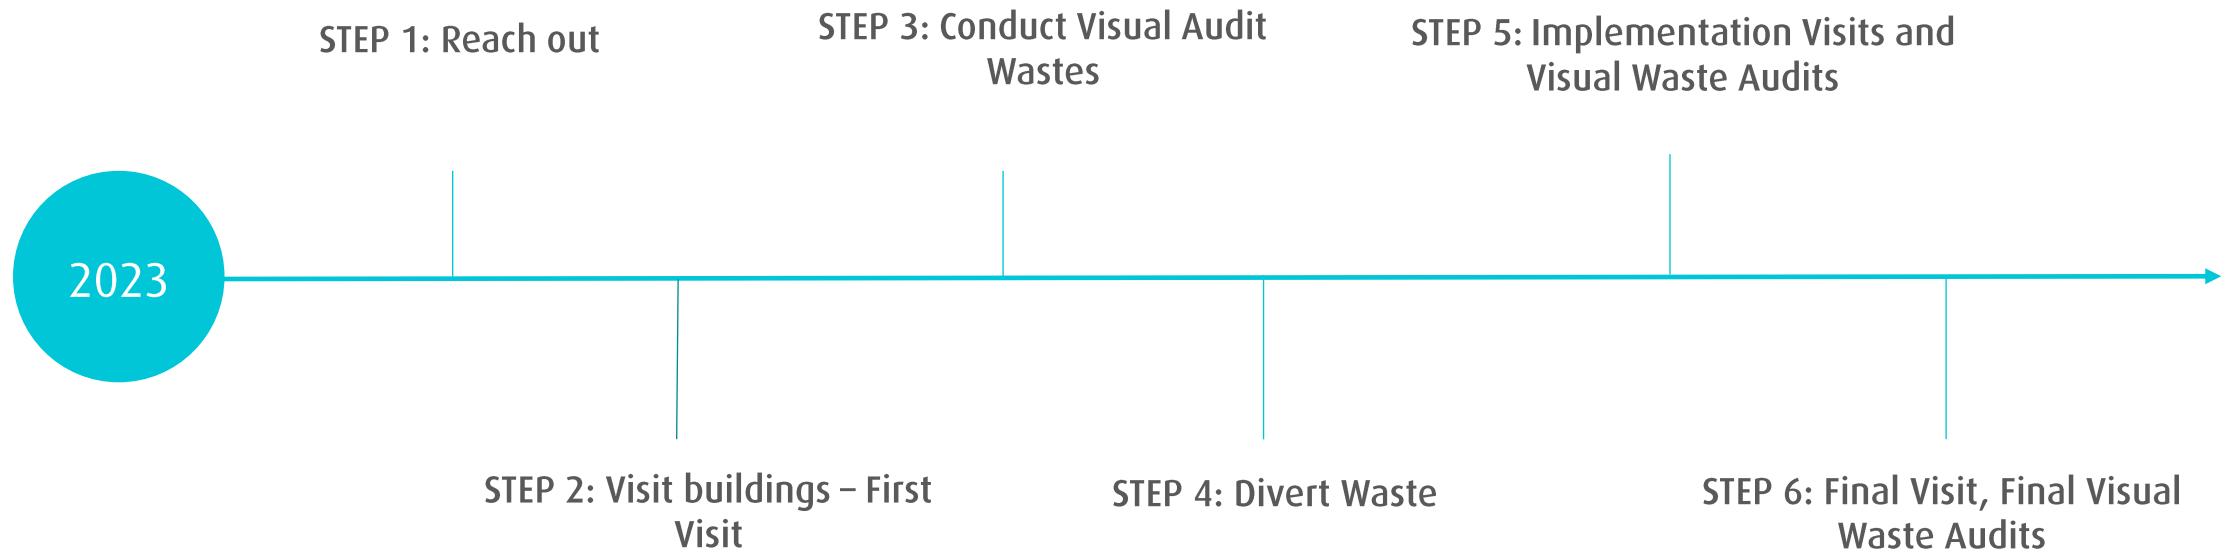 STEP 1: Reach out
STEP 3: Conduct Visual Audit
Wastes
STEP 5: Implementation Visits and
Visual Waste Audits
2023
STEP 2: Visit buildings – First
Visit
STEP 4: Divert Waste
STEP 6: Final Visit, Final Visual
Waste Audits